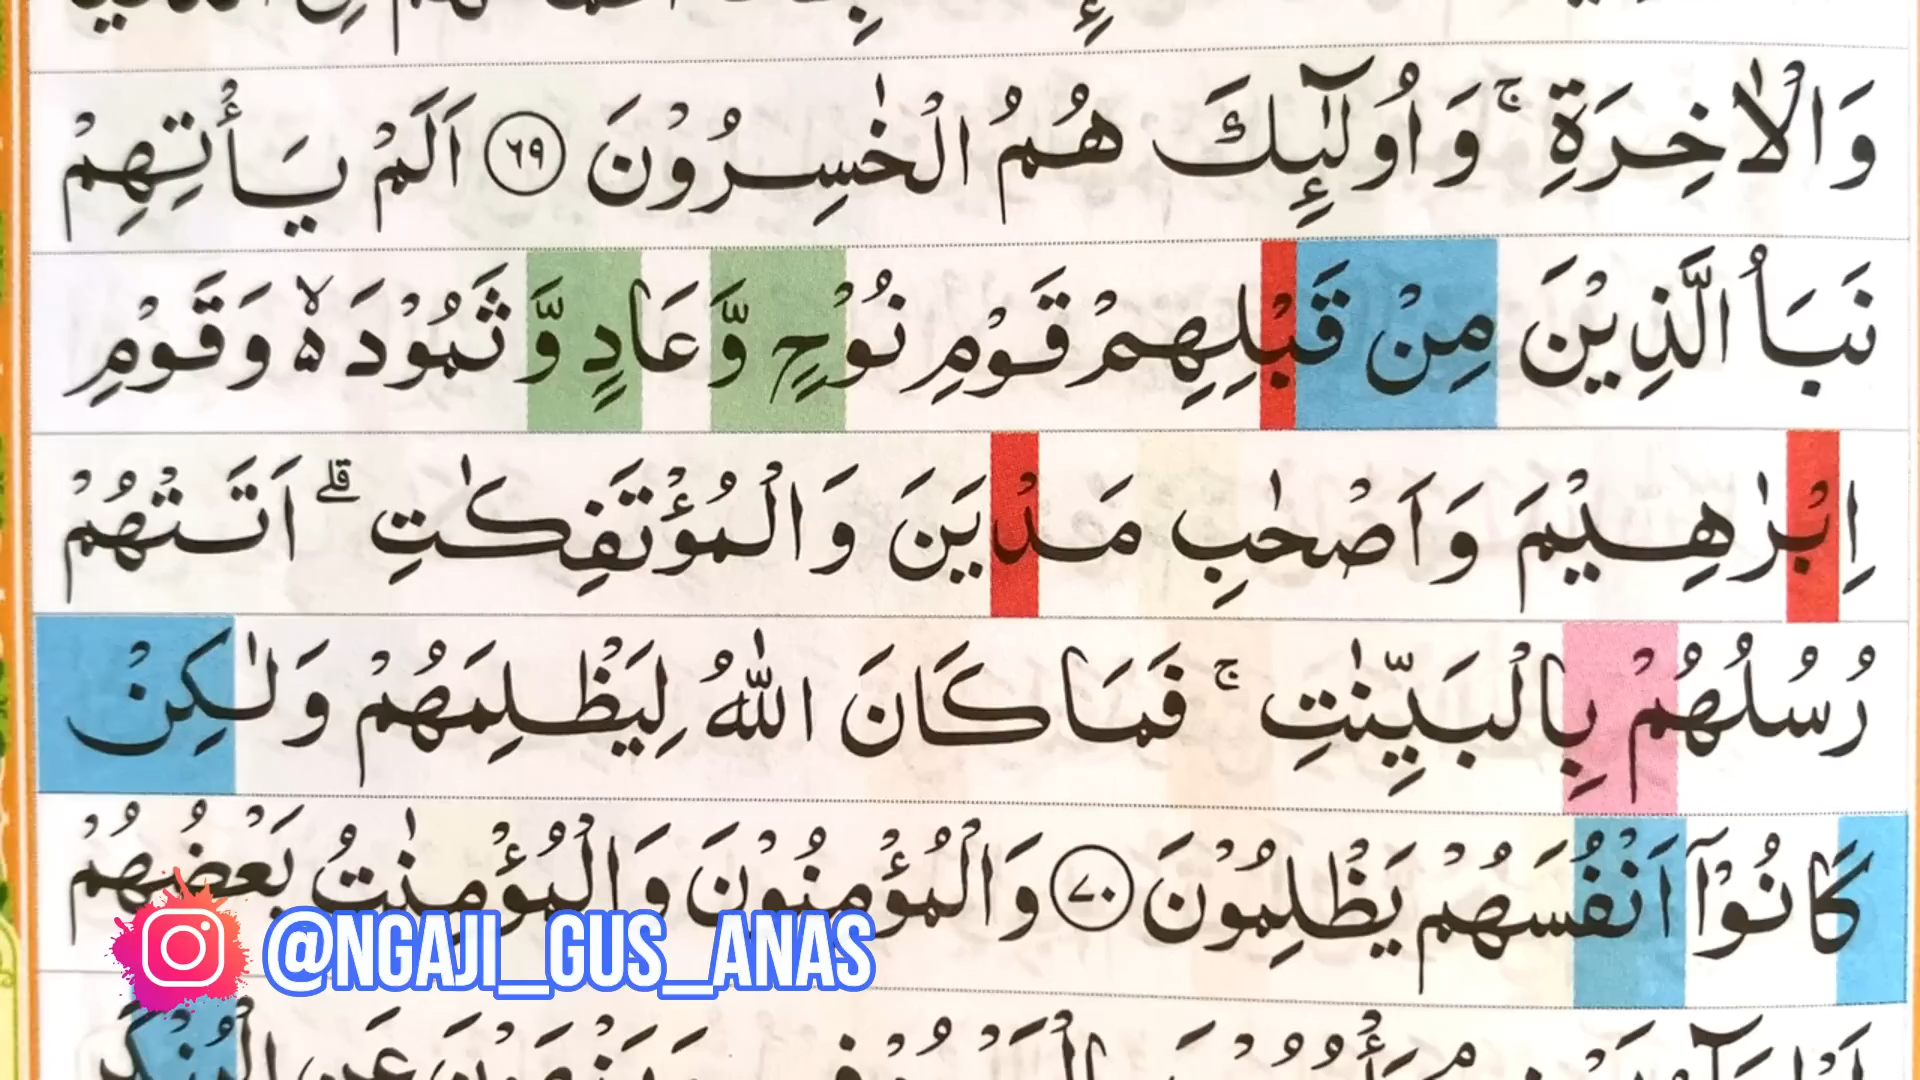 وَالْاٰخِرَةِ ۚ وَاُولٰۤىِٕكَ هُمُ الْخٰسِرُوْنَ ٦٩ اَلَمْ يَأْتِهِمْ
نَبَاُ الَّذِيْنَ مِنْ قَبْلِهِمْ قَوْمِ نُوْحٍ وَّعَادٍ وَّثَمُوْدَ ەۙ وَقَوْمِ
اِبْرٰهِيْمَ وَاَصْحٰبِ مَدْيَنَ وَالْمُؤْتَفِكٰتِ ۗ اَتَتْهُمْ
رُسُلُهُمْ بِالْبَيِّنٰتِ ۚ فَمَا كَانَ اللّٰهُ لِيَظْلِمَهُمْ وَلٰكِنْ
كَانُوْٓا اَنْفُسَهُمْ يَظْلِمُوْنَ ٧٠ وَالْمُؤْمِنُوْنَ وَالْمُؤْمِنٰتُ بَعْضُهُمْ
@NGAJI_GUS_ANAS